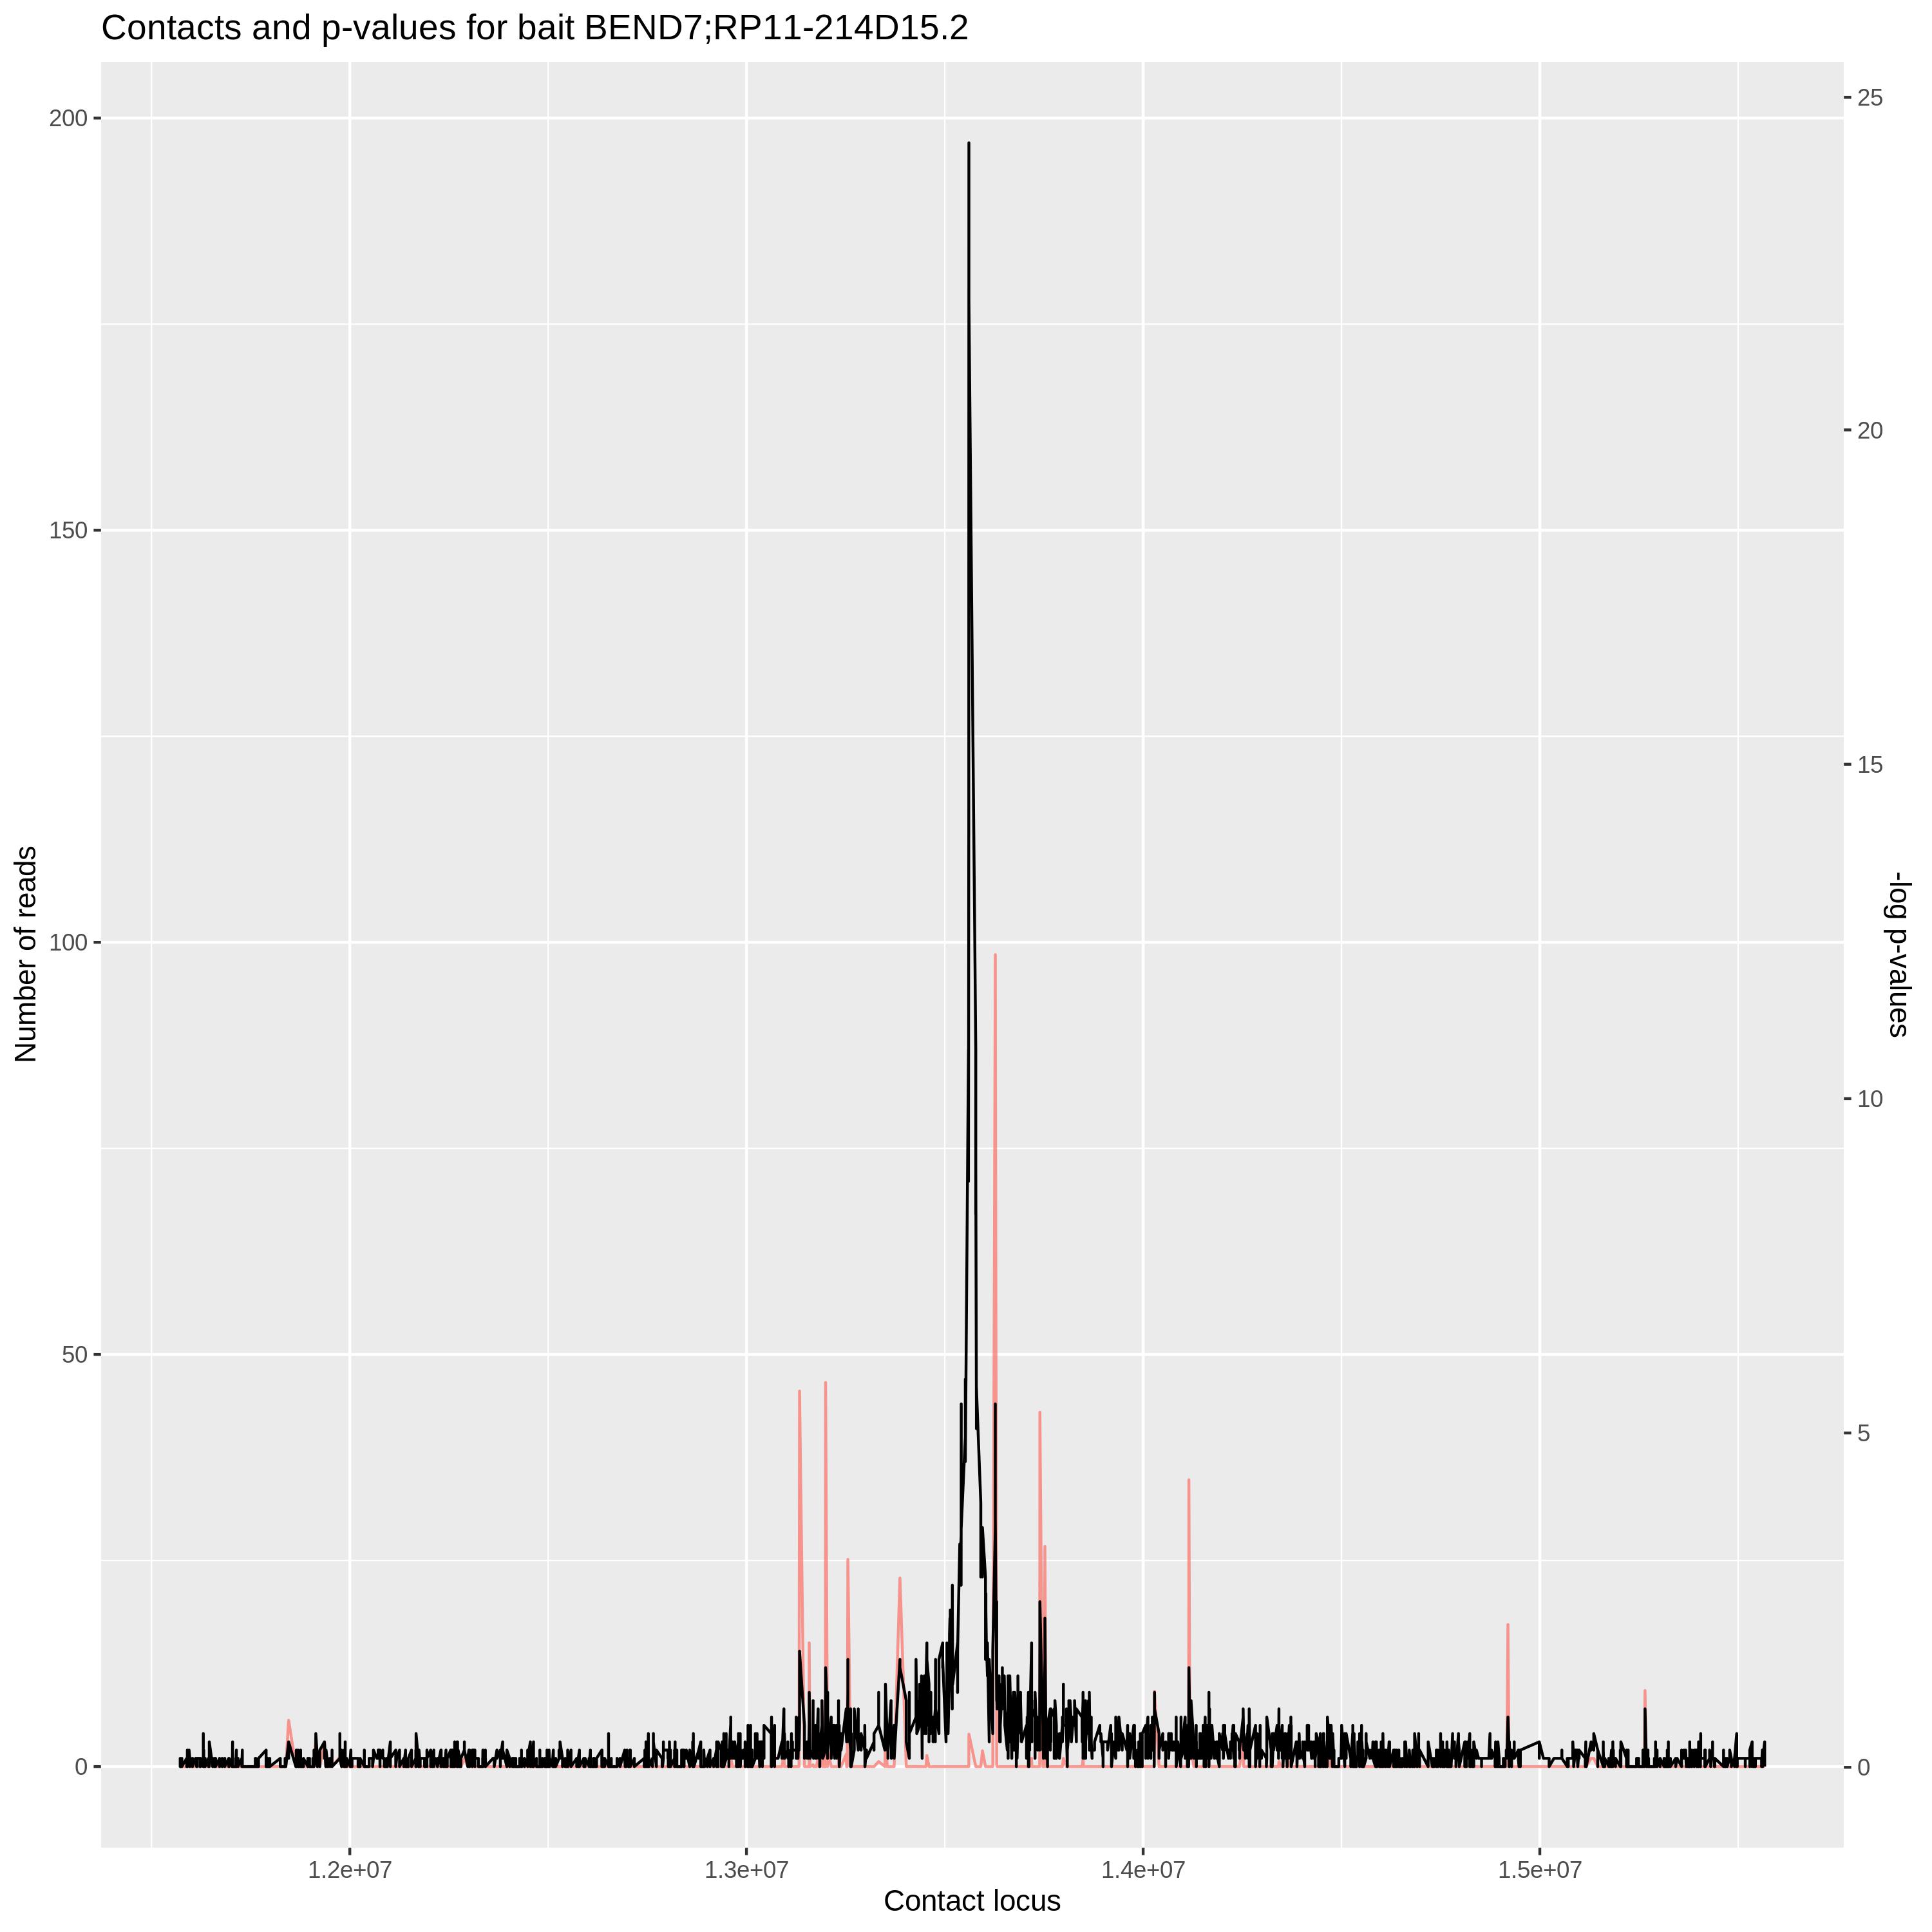 Contacts and p-values for bait BEND7;RP11-214D15.2
200
150
100
50
0
Number of reads
25
20
15
10
5
0
-log p-values
1.2e+07
1.3e+07
1.4e+07
1.5e+07
Contact locus